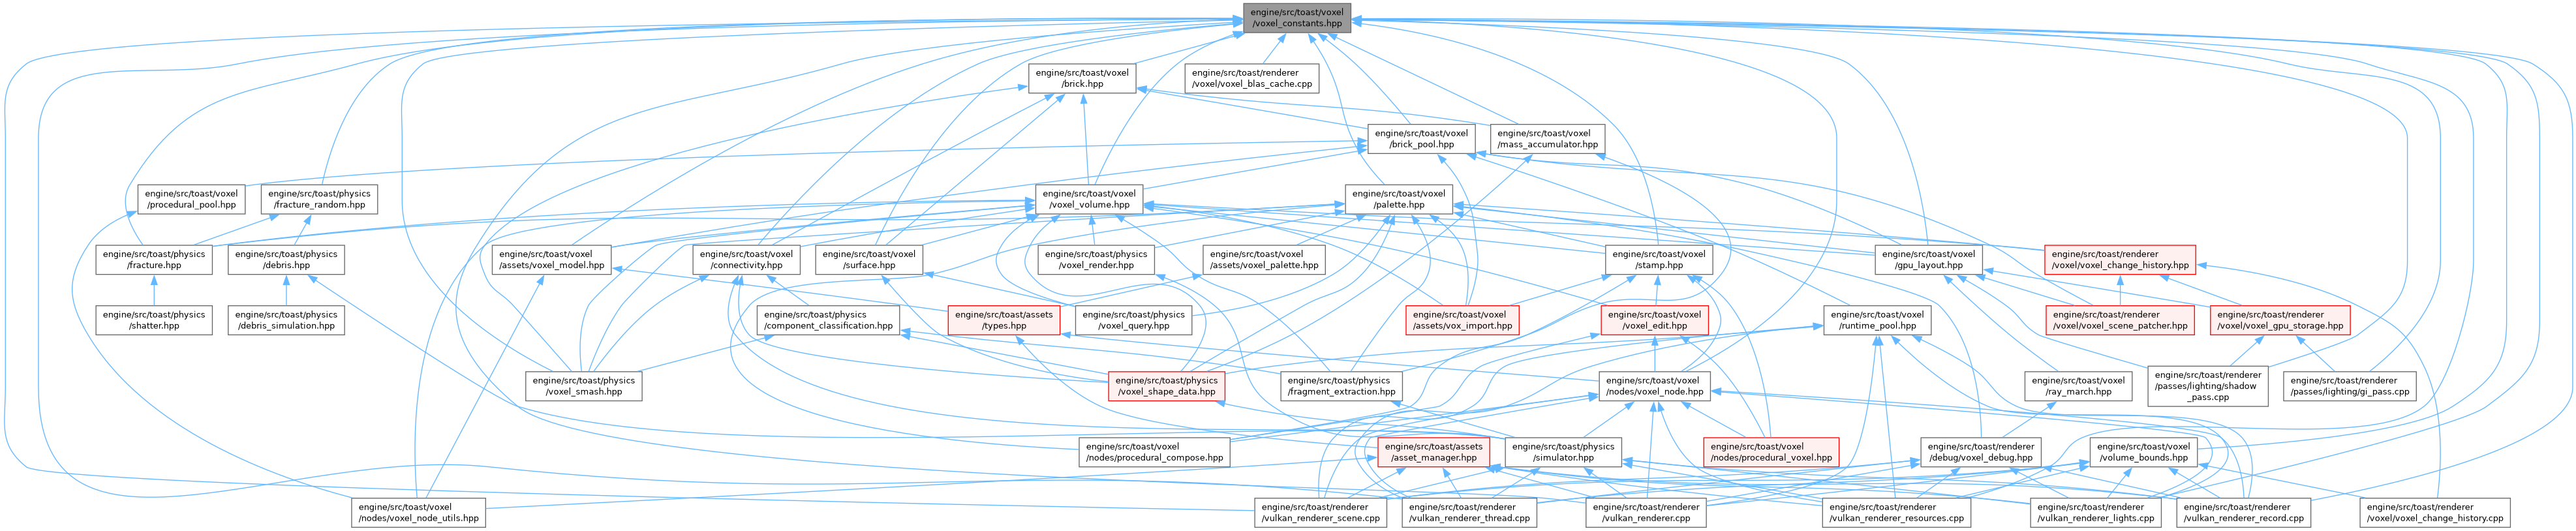 engine/src/toast/voxel
/voxel_constants.hpp
engine/src/toast/voxel
/brick.hpp
engine/src/toast/renderer
/voxel/voxel_blas_cache.cpp
engine/src/toast/voxel
/brick_pool.hpp
engine/src/toast/voxel
/mass_accumulator.hpp
engine/src/toast/voxel
/procedural_pool.hpp
engine/src/toast/physics
/fracture_random.hpp
engine/src/toast/voxel
/voxel_volume.hpp
engine/src/toast/voxel
/palette.hpp
engine/src/toast/physics
/fracture.hpp
engine/src/toast/physics
/debris.hpp
engine/src/toast/voxel
/assets/voxel_model.hpp
engine/src/toast/voxel
/connectivity.hpp
engine/src/toast/voxel
/surface.hpp
engine/src/toast/physics
/voxel_render.hpp
engine/src/toast/voxel
/assets/voxel_palette.hpp
engine/src/toast/voxel
/stamp.hpp
engine/src/toast/renderer
/voxel/voxel_change_history.hpp
engine/src/toast/voxel
/gpu_layout.hpp
engine/src/toast/physics
/shatter.hpp
engine/src/toast/physics
/debris_simulation.hpp
engine/src/toast/physics
/component_classification.hpp
engine/src/toast/assets
/types.hpp
engine/src/toast/physics
/voxel_query.hpp
engine/src/toast/voxel
/assets/vox_import.hpp
engine/src/toast/voxel
/voxel_edit.hpp
engine/src/toast/voxel
/runtime_pool.hpp
engine/src/toast/renderer
/voxel/voxel_scene_patcher.hpp
engine/src/toast/renderer
/voxel/voxel_gpu_storage.hpp
engine/src/toast/physics
/voxel_smash.hpp
engine/src/toast/physics
/voxel_shape_data.hpp
engine/src/toast/physics
/fragment_extraction.hpp
engine/src/toast/voxel
/nodes/voxel_node.hpp
engine/src/toast/voxel
/ray_march.hpp
engine/src/toast/renderer
/passes/lighting/shadow
_pass.cpp
engine/src/toast/renderer
/passes/lighting/gi_pass.cpp
engine/src/toast/voxel
/nodes/procedural_compose.hpp
engine/src/toast/assets
/asset_manager.hpp
engine/src/toast/physics
/simulator.hpp
engine/src/toast/voxel
/nodes/procedural_voxel.hpp
engine/src/toast/renderer
/debug/voxel_debug.hpp
engine/src/toast/voxel
/volume_bounds.hpp
engine/src/toast/voxel
/nodes/voxel_node_utils.hpp
engine/src/toast/renderer
/vulkan_renderer_scene.cpp
engine/src/toast/renderer
/vulkan_renderer_thread.cpp
engine/src/toast/renderer
/vulkan_renderer.cpp
engine/src/toast/renderer
/vulkan_renderer_resources.cpp
engine/src/toast/renderer
/vulkan_renderer_lights.cpp
engine/src/toast/renderer
/vulkan_renderer_record.cpp
engine/src/toast/renderer
/voxel/voxel_change_history.cpp